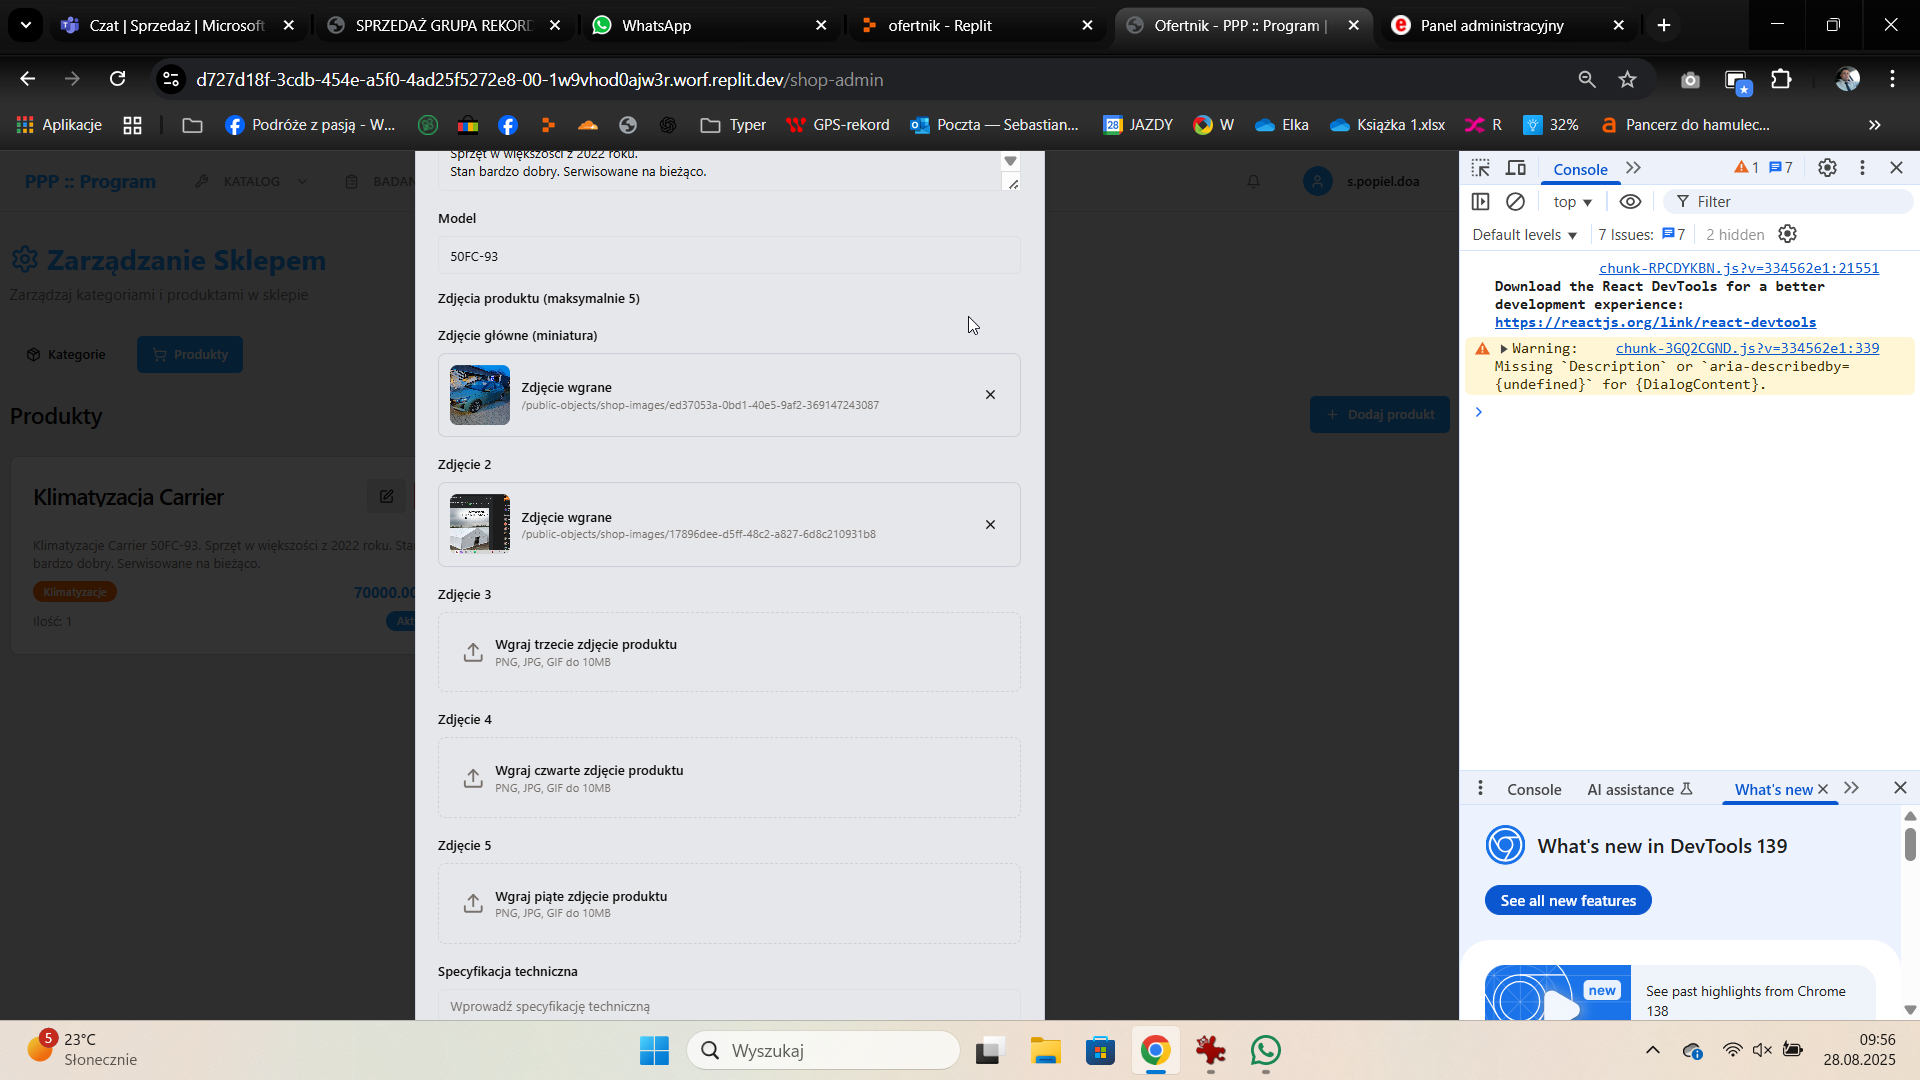 Czat | Sprzedaż | Microsoft
SPRZEDAŻ GRUPA REKORD
WhatsApp
ofertnik - Replit
Ofertnik - PPP :: Program |
Panel administracyjny
d727d18f-3cdb-454e-a5f0-4ad25f5272e8-00-1w9vhod0ajw3r.worf.replit.dev/shop-admin
Aplikacje
Podróże z pasją - W...
Typer
GPS-rekord
Poczta — Sebastian...
28 JAZDY
W
Elka
Książka 1.xlsx
R
32%
Pancerz do hamulec...
PPP :: Program
KATALOG
BADAN
s.popiel.doa
Zarządzanie Sklepem
Zarządzaj kategoriami i produktami w sklepie
Kategorie
Produkty
Produkty
Dodaj produkt
Klimatyzacja Carrier
Klimatyzacje Carrier 50FC-93. Sprzęt w większości z 2022 roku. Sta
bardzo dobry. Serwisowane na bieżąco.
Klimatyzacje
70000.00
Ilość: 1
Akt
Sprzęt w większości z 2022 roku.
Stan bardzo dobry. Serwisowane na bieżąco.
Model
50FC-93
Zdjęcia produktu (maksymalnie 5)
Zdjęcie główne (miniatura)
Zdjęcie wgrane
/public-objects/shop-images/ed37053a-0bd1-40e5-9af2-369147243087
Zdjęcie 2
Zdjęcie wgrane
/public-objects/shop-images/17896dee-d5ff-48c2-a827-6d8c210931b8
Zdjęcie 3
Wgraj trzecie zdjęcie produktu
PNG, JPG, GIF do 10MB
Zdjęcie 4
Wgraj czwarte zdjęcie produktu
PNG, JPG, GIF do 10MB
Zdjęcie 5
Wgraj piąte zdjęcie produktu
PNG, JPG, GIF do 10MB
Specyfikacja techniczna
Wprowadź specyfikację techniczną
Console
1
7
top
Filter
Default levels
7 Issues: 7
2 hidden
chunk-RPCDYKBN.js?v=334562e1:21551
Download the React DevTools for a better
development experience:
https://reactjs.org/link/react-devtools
Warning: chunk-3GQ2CGND.js?v=334562e1:339
Missing `Description` or `aria-describedby=
{undefined}` for {DialogContent}.
Console
AI assistance
What's new
What's new in DevTools 139
See all new features
new
See past highlights from Chrome
138
5
23°C
Słonecznie
Wyszukaj
09:56
28.08.2025